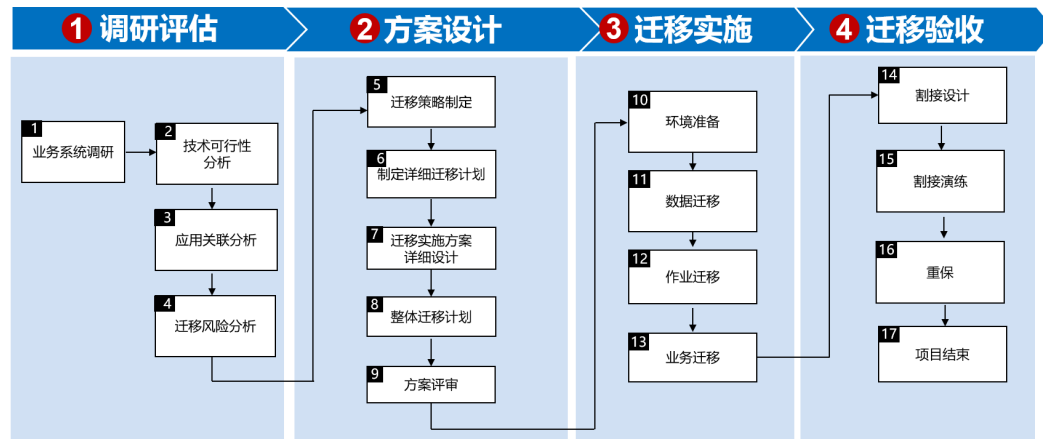 1 调研评估
2 方案设计
3 迁移实施
4 迁移验收
1
业务系统调研
2
技术可行性
分析
3
应用关联分析
4
迁移风险分析
5
迁移策略制定
6
制定详细迁移计划
7
迁移实施方案
详细设计
8
整体迁移计划
9
方案评审
10
环境准备
11
数据迁移
12
作业迁移
13
业务迁移
14
割接设计
15
割接演练
16
重保
17
项目结束